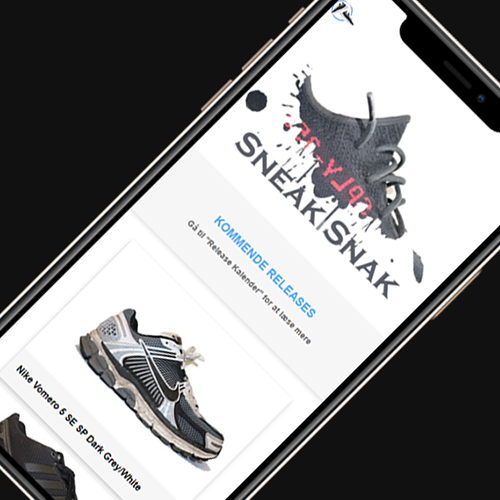 SNEAK|SNAK
KOMMENDE RELEASES
Gå til "Release Kalender" for at læse mere
Nike Vomero 5 SE SP Dark Grey/White